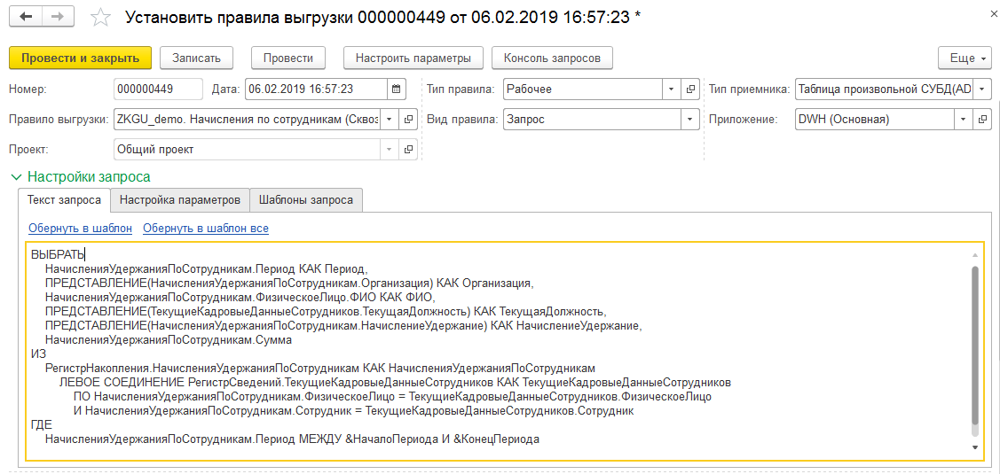 Установить правила выгрузки 000000449 от 06.02.2019 16:57:23 *
Провести и закрыть Записать Провести Настроить параметры Консоль запросов Еще
Номер: 000000449 Дата: 06.02.2019 16:57:23 Тип правила: Рабочее Тип приемника: Таблица произвольной СУБД(AD
Правило выгрузки: ZKGU_demo. Начисления по сотрудникам (Сквоз Вид правила: Запрос Приложение: DWH (Основная)
Проект: Общий проект
Настройки запроса
Текст запроса Настройка параметров Шаблоны запроса
Обернуть в шаблон Обернуть в шаблон все
ВЫБРАТЬ
НачисленияУдержанияПоСотрудникам.Период КАК Период,
ПРЕДСТАВЛЕНИЕ(НачисленияУдержанияПоСотрудникам.Организация) КАК Организация,
НачисленияУдержанияПоСотрудникам.ФизическоеЛицо.ФИО КАК ФИО,
ПРЕДСТАВЛЕНИЕ(ТекущиеКадровыеДанныеСотрудников.ТекущаяДолжность) КАК ТекущаяДолжность,
ПРЕДСТАВЛЕНИЕ(НачисленияУдержанияПоСотрудникам.НачислениеУдержание) КАК НачислениеУдержание,
НачисленияУдержанияПоСотрудникам.Сумма
ИЗ
РегистрНакопления.НачисленияУдержанияПоСотрудникам КАК НачисленияУдержанияПоСотрудникам
ЛЕВОЕ СОЕДИНЕНИЕ РегистрСведений.ТекущиеКадровыеДанныеСотрудников КАК ТекущиеКадровыеДанныеСотрудников
ПО НачисленияУдержанияПоСотрудникам.ФизическоеЛицо = ТекущиеКадровыеДанныеСотрудников.ФизическоеЛицо
И НачисленияУдержанияПоСотрудникам.Сотрудник = ТекущиеКадровыеДанныеСотрудников.Сотрудник
ГДЕ
НачисленияУдержанияПоСотрудникам.Период МЕЖДУ &НачалоПериода И &КонецПериода